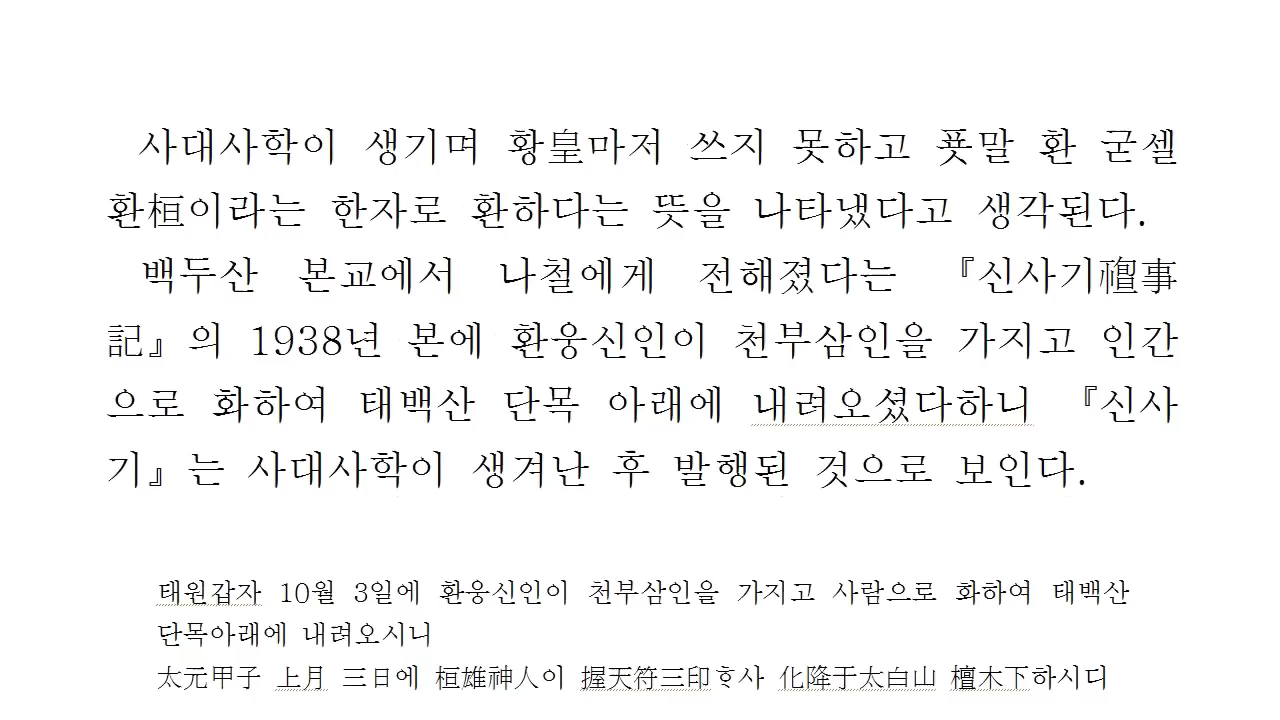 사대사학이 생기며 황皇마저 쓰지 못하고 푯말 환 굳셀
환桓이라는 한자로 환하다는 뜻을 나타냈다고 생각된다.
백두산 본교에서 나철에게 전해졌다는 『신사기䄠事
記』의 1938년 본에 환웅신인이 천부삼인을 가지고 인간
으로 화하여 태백산 단목 아래에 내려오셨다하니 『신사
기』는 사대사학이 생겨난 후 발행된 것으로 보인다.
태원갑자 10월 3일에 환웅신인이 천부삼인을 가지고 사람으로 화하여 태백산
단목아래에 내려오시니
太元甲子 上月 三日에 桓雄神人이 握天符三印ᄒᆞ사 化降于太白山 檀木下하시디